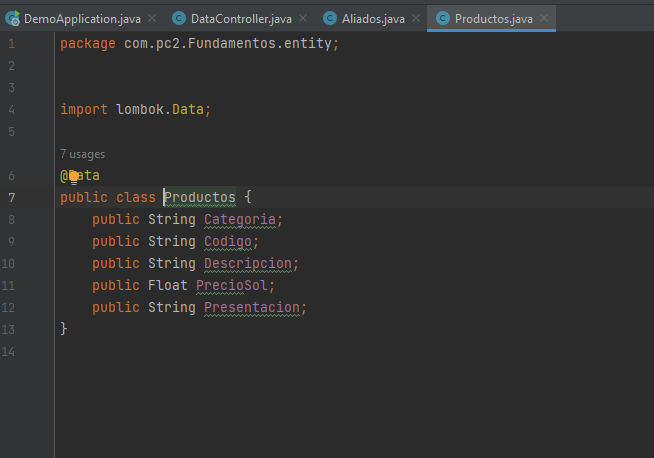 DemoApplication.java DataController.java Aliados.java Productos.java
1 package com.pc2.Fundamentos.entity;
2
3
4 import lombok.Data;
5
7 usages
6 @Data
7 public class Productos {
8 public String Categoria;
9 public String Codigo;
10 public String Descripcion;
11 public Float PrecioSol;
12 public String Presentacion;
13 }
14